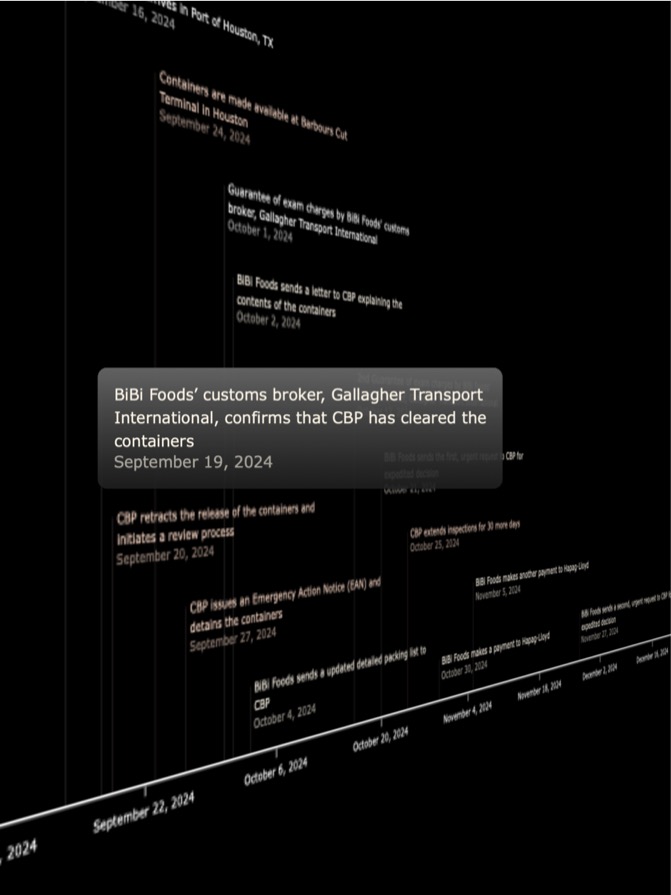 mber 16, 2024
ives in Port of Houston, TX
Containers are made available at Barbours Cut
Terminal in Houston
September 24, 2024
Guarantee of exam charges by BiBi Foods' customs
broker, Gallagher Transport International
October 1, 2024
BiBi Foods sends a letter to CBP explaining the
contents of the containers
October 2, 2024
BiBi Foods’ customs broker, Gallagher Transport
International, confirms that CBP has cleared the
containers
September 19, 2024
BiBi Foods sends the first, urgent request to CBP for
expedited decision
CBP retracts the release of the containers and
initiates a review process
September 20, 2024
CBP extends inspections for 30 more days
October 25, 2024
CBP issues an Emergency Action Notice (EAN) and
detains the containers
September 27, 2024
BiBi Foods makes another payment to Hapag-Lloyd
November 5, 2024
BiBi Foods sends a second, urgent request to CBP
expedited decision
November 27, 2024
BiBi Foods sends a updated detailed packing list to
CBP
October 4, 2024
BiBi Foods makes a payment to Hapag-Lloyd
October 30, 2024
, 2024
September 22, 2024
October 6, 2024
October 20, 2024
November 4, 2024
November 18, 2024
December 2, 2024
December 16, 2024